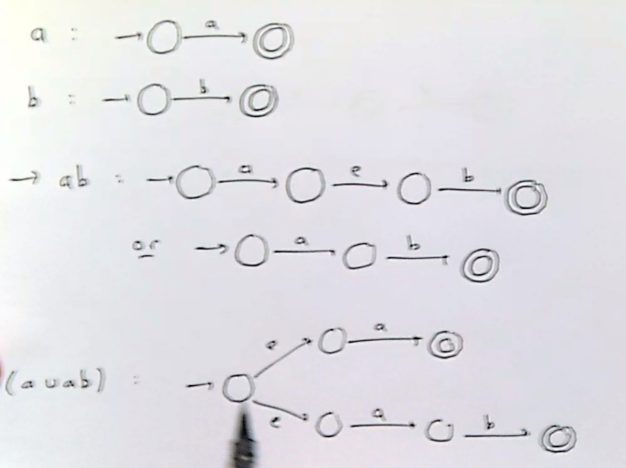 a : a
b : b
→ ab : a e b
or a b
e a
(a ∪ ab) :
e a b